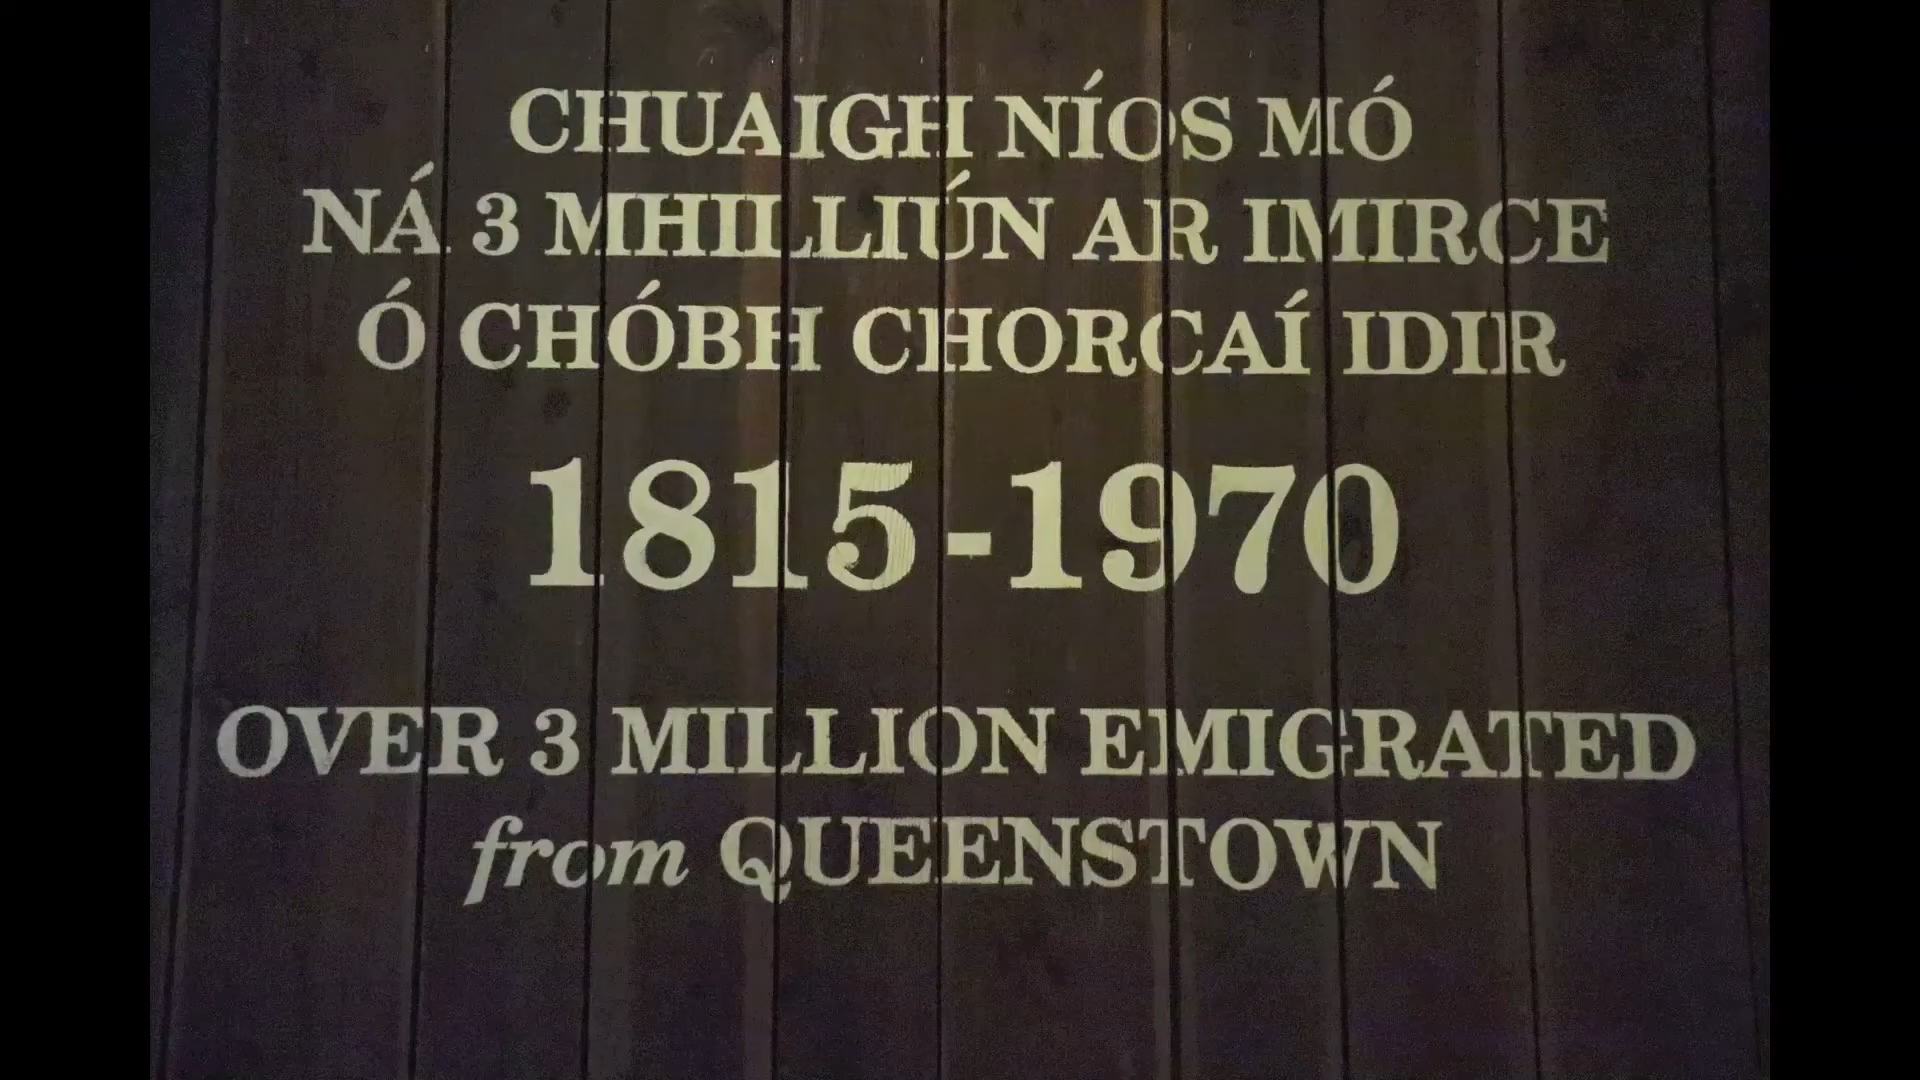 CHUAIGH NÍOS MÓ
NÁ 3 MHILLIÚN AR IMIRCE
Ó CHÓBH CHORCAÍ IDIR
1815-1970
OVER 3 MILLION EMIGRATED
from QUEENSTOWN